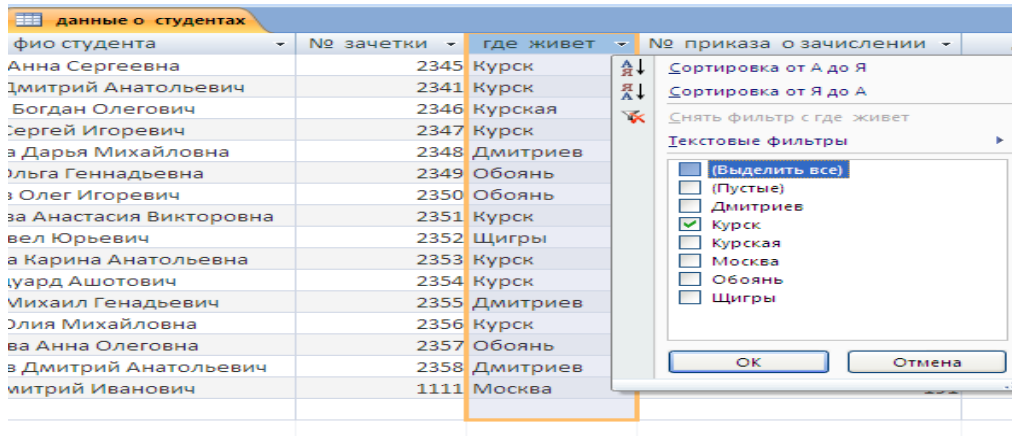 данные о студентах
фио студента № зачетки где живет № приказа о зачислении
Анна Сергеевна 2345 Курск
Дмитрий Анатольевич 2341 Курск
Богдан Олегович 2346 Курская
Сергей Игоревич 2347 Курск
а Дарья Михайловна 2348 Дмитриев
Ольга Геннадьевна 2349 Обоянь
в Олег Игоревич 2350 Обоянь
ва Анастасия Викторовна 2351 Курск
вел Юрьевич 2352 Щигры
а Карина Анатольевна 2353 Курск
дуард Ашотович 2354 Курск
Михаил Генадьевич 2355 Дмитриев
Юлия Михайловна 2356 Курск
ва Анна Олеговна 2357 Обоянь
в Дмитрий Анатольевич 2358 Дмитриев
митрий Иванович 1111 Москва
Сортировка от А до Я
Сортировка от Я до А
Снять фильтр с где живет
Текстовые фильтры
(Выделить все)
(Пустые)
Дмитриев
Курск
Курская
Москва
Обоянь
Щигры
ОК Отмена